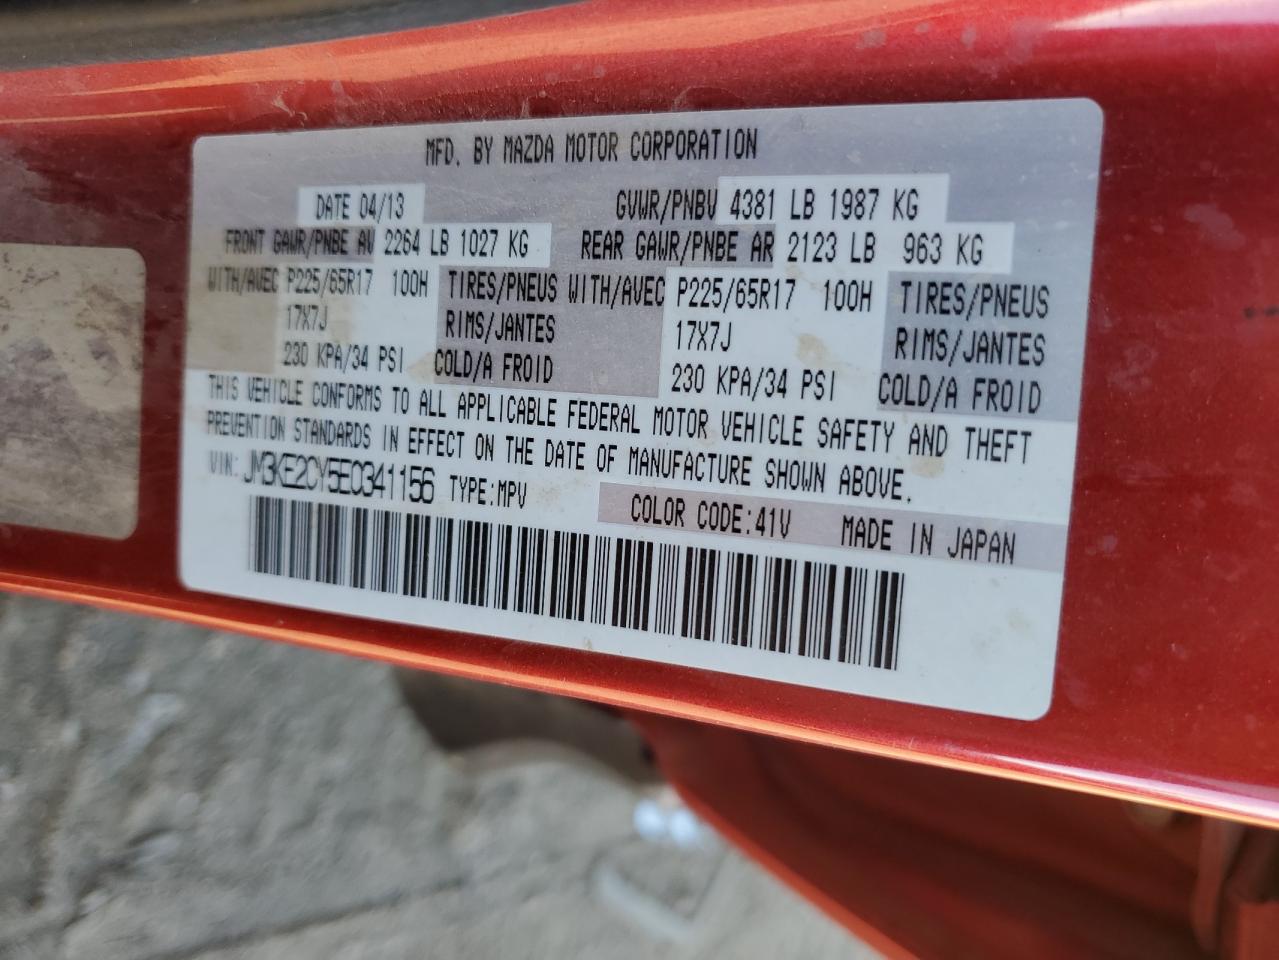 MFD. BY MAZDA MOTOR CORPORATION
DATE 04/13 GVWR/PNBV 4381 LB 1987 KG
FRONT GAWR/PNBE AV 2264 LB 1027 KG REAR GAWR/PNBE AR 2123 LB 963 KG
WITH/AVEC P225/65R17 100H TIRES/PNEUS WITH/AVEC P225/65R17 100H TIRES/PNEUS
17X7J RIMS/JANTES 17X7J RIMS/JANTES
230 KPA/34 PSI COLD/A FROID 230 KPA/34 PSI COLD/A FROID
THIS VEHICLE CONFORMS TO ALL APPLICABLE FEDERAL MOTOR VEHICLE SAFETY AND THEFT
PREVENTION STANDARDS IN EFFECT ON THE DATE OF MANUFACTURE SHOWN ABOVE.
VIN: JM3KE2CY5E0341156 TYPE:MPV COLOR CODE:41V MADE IN JAPAN